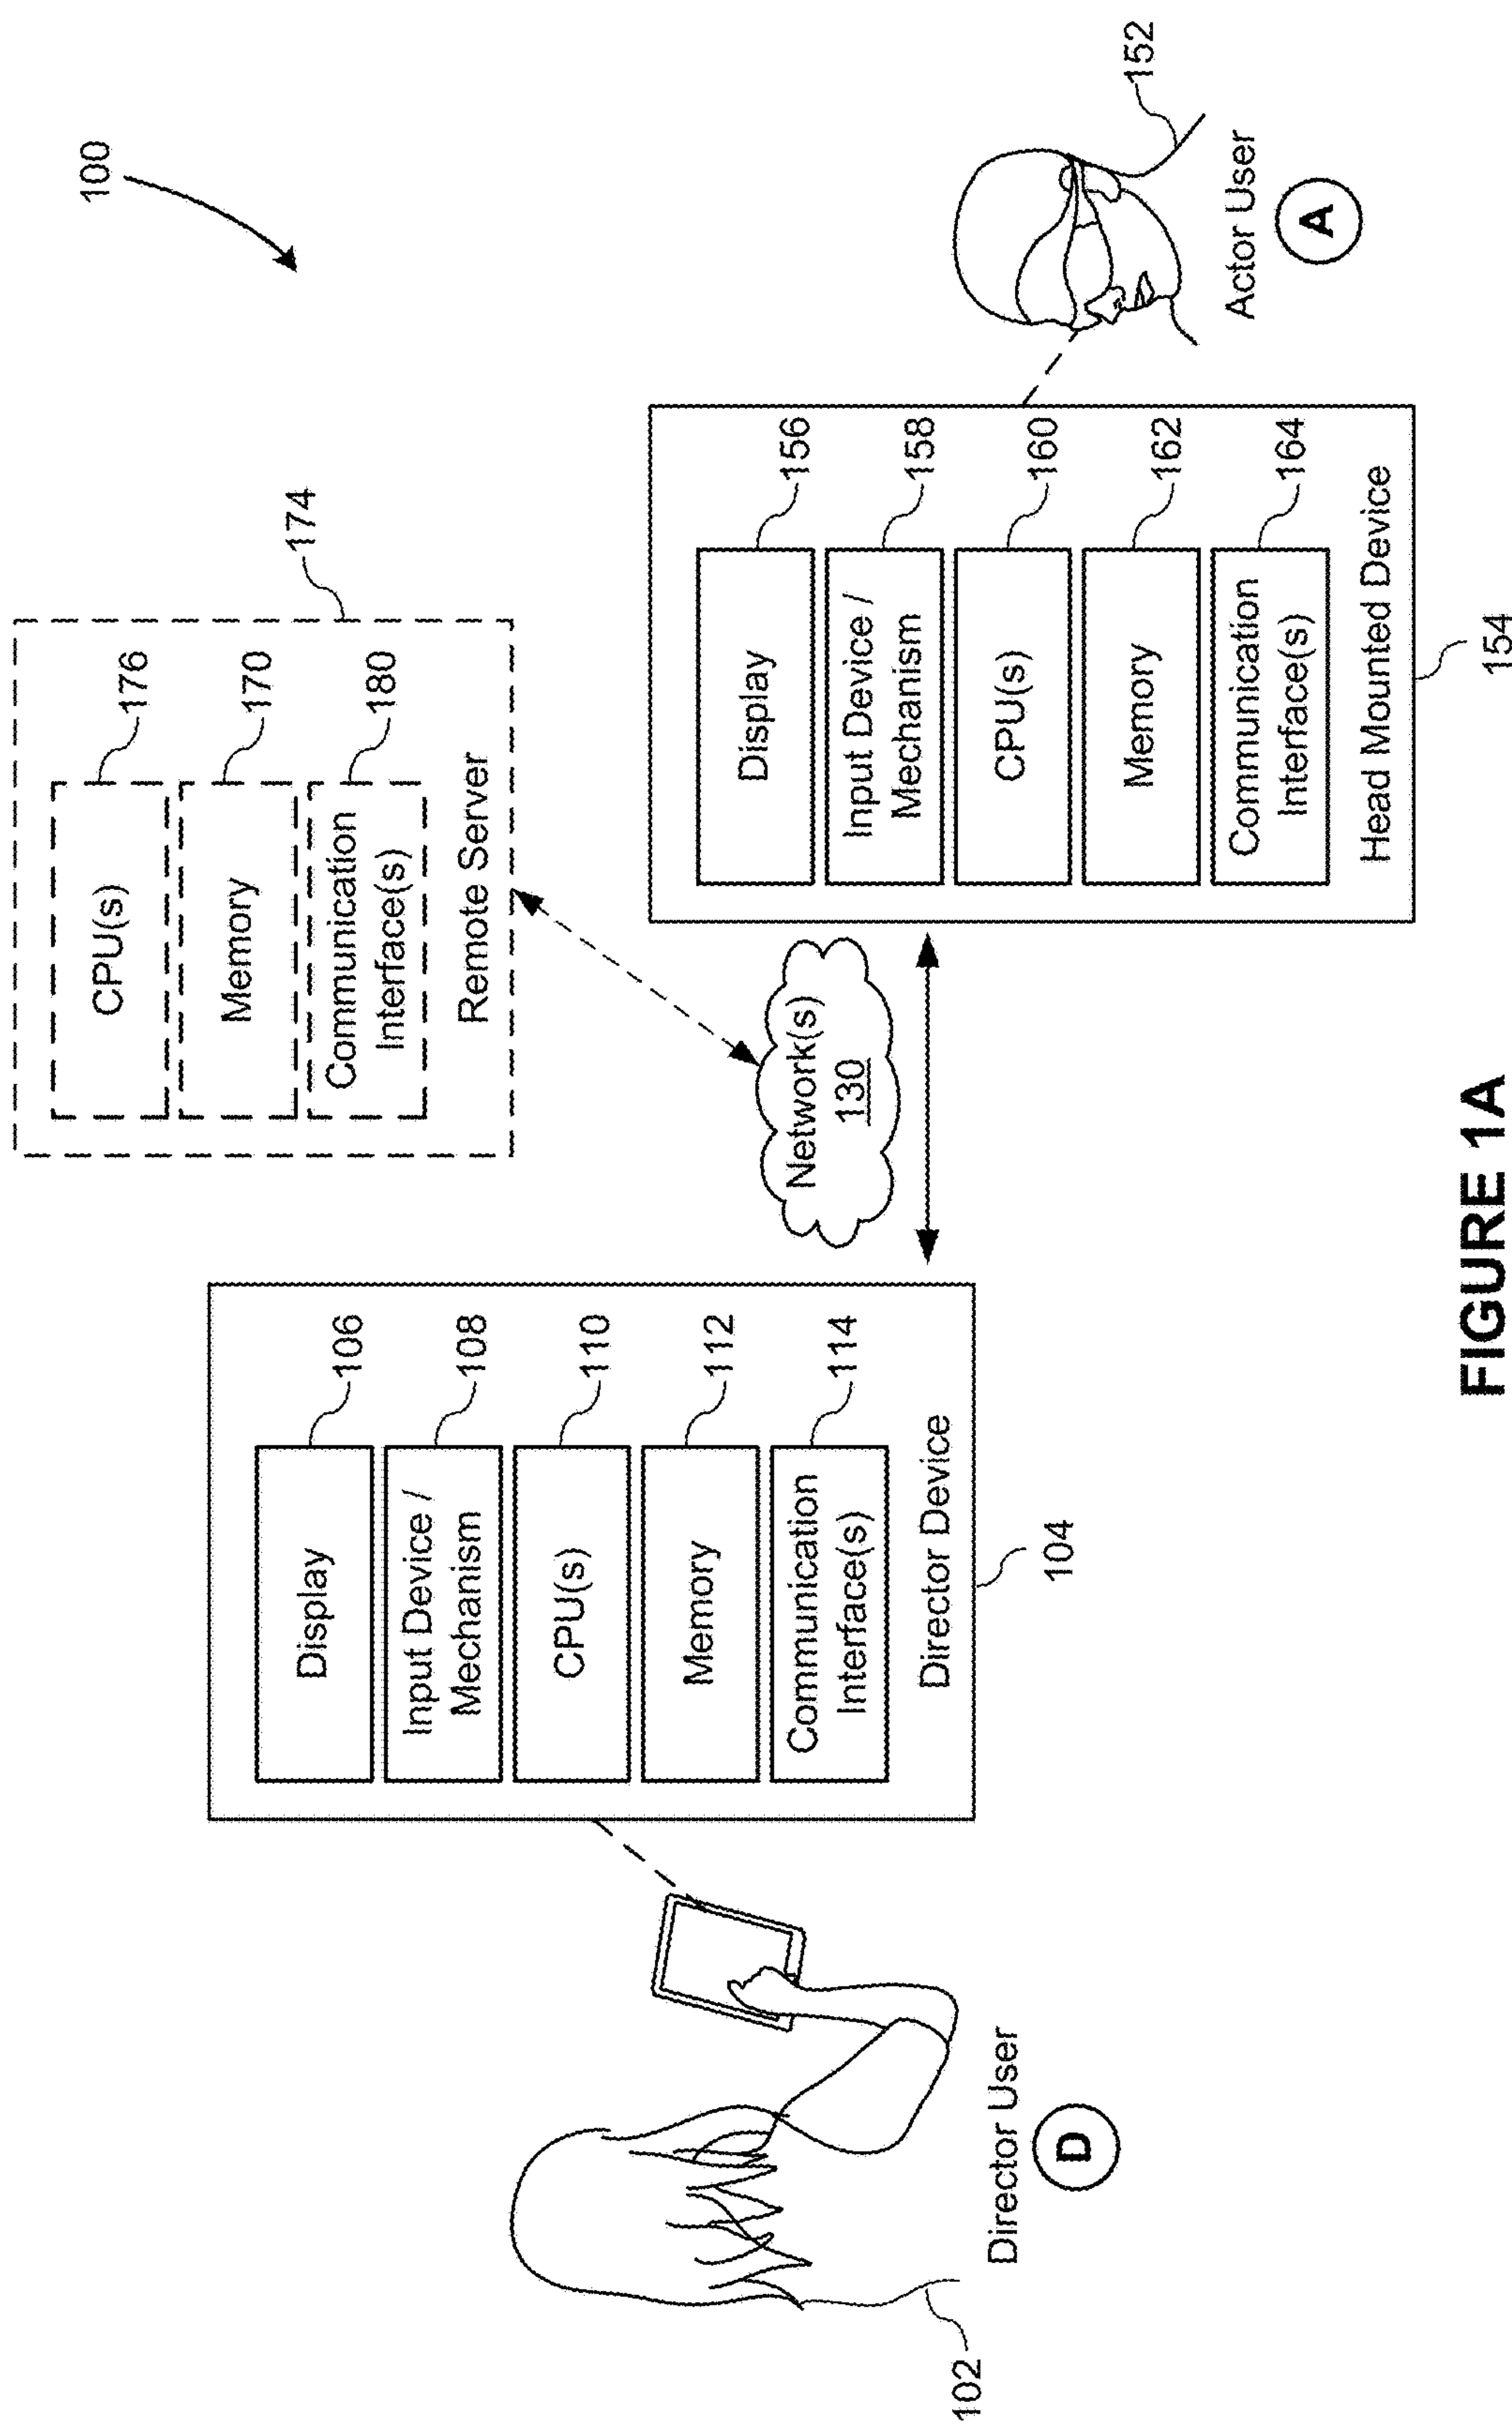 100
CPU(s)
176
Memory
170
Communication
Interface(s)
180
Remote Server
174
Display
106
Input Device /
Mechanism
108
CPU(s)
110
Memory
112
Communication
Interface(s)
114
Director Device
104
Network(s)
130
Display
156
Input Device /
Mechanism
158
CPU(s)
160
Memory
162
Communication
Interface(s)
164
Head Mounted Device
154
102
Director User
D
152
Actor User
A
FIGURE 1A